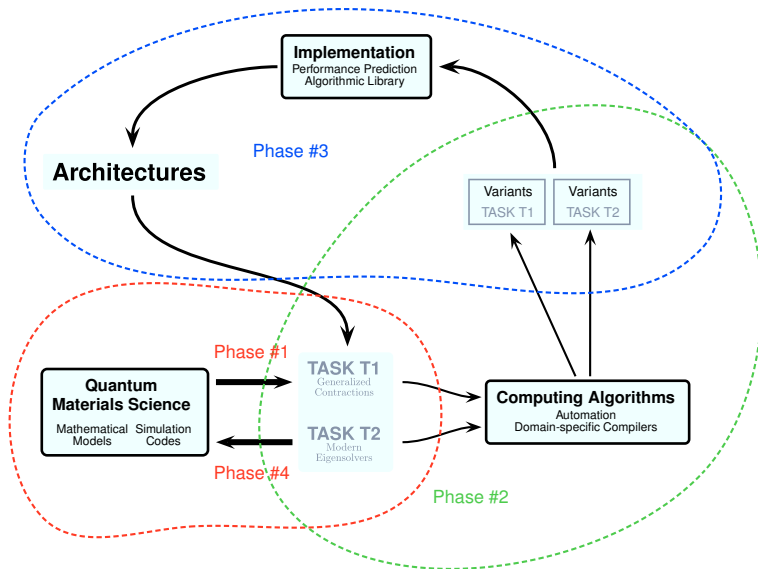 Implementation
Performance Prediction
Algorithmic Library
Phase #3
Architectures
Variants
TASK T1
Variants
TASK T2
Phase #1
TASK T1
Generalized
Contractions
Quantum
Materials Science
Mathematical
Models
Simulation
Codes
Computing Algorithms
Automation
Domain-specific Compilers
TASK T2
Modern
Eigensolvers
Phase #4
Phase #2